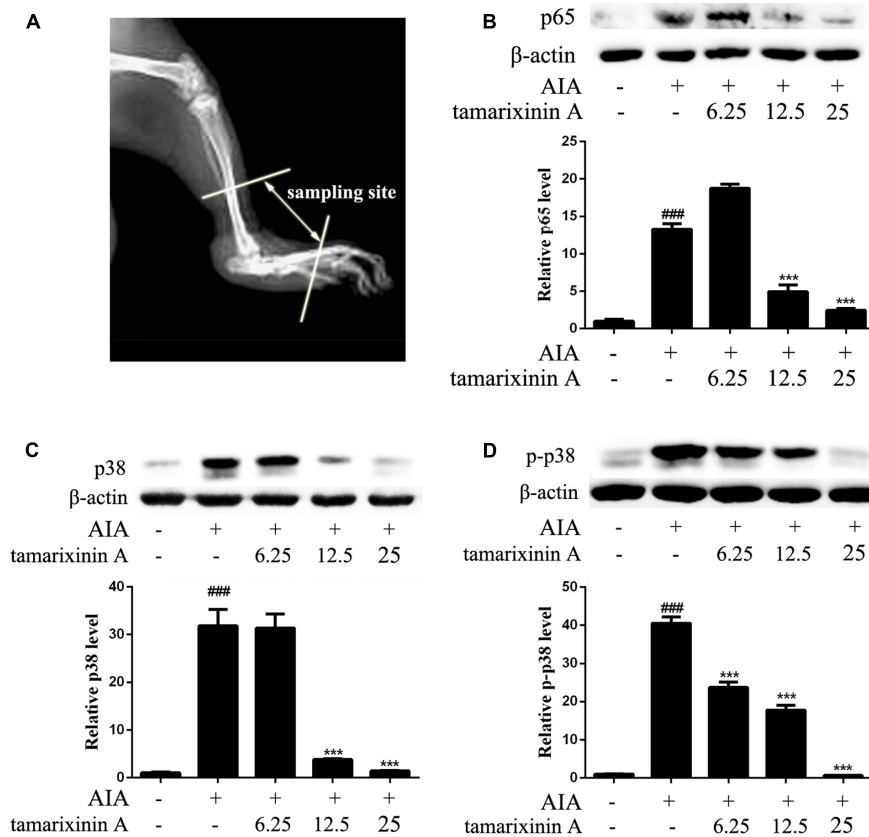 A
sampling site
B
p65
β-actin
AIA - + + + +
tamarixinin A - - 6.25 12.5 25
Relative p65 level
25
20
15
10
5
0
###
***
***
AIA - + + + +
tamarixinin A - - 6.25 12.5 25
C
p38
β-actin
AIA - + + + +
tamarixinin A - - 6.25 12.5 25
Relative p38 level
40
30
20
10
0
###
***
***
AIA - + + + +
tamarixinin A - - 6.25 12.5 25
D
p-p38
β-actin
AIA - + + + +
tamarixinin A - - 6.25 12.5 25
Relative p-p38 level
50
40
30
20
10
0
###
***
***
***
AIA - + + + +
tamarixinin A - - 6.25 12.5 25